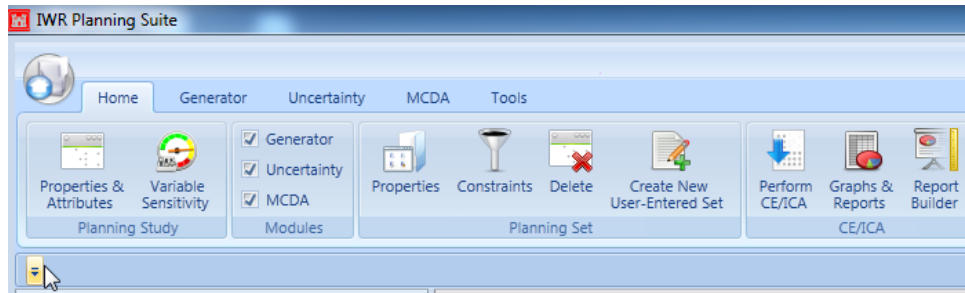 IWR Planning Suite
Home Generator Uncertainty MCDA Tools
Properties & Attributes
Variable Sensitivity
Planning Study
Generator
Uncertainty
MCDA
Modules
Properties
Constraints
Delete
Create New User-Entered Set
Planning Set
Perform CE/ICA
Graphs & Reports
Report Builder
CE/ICA